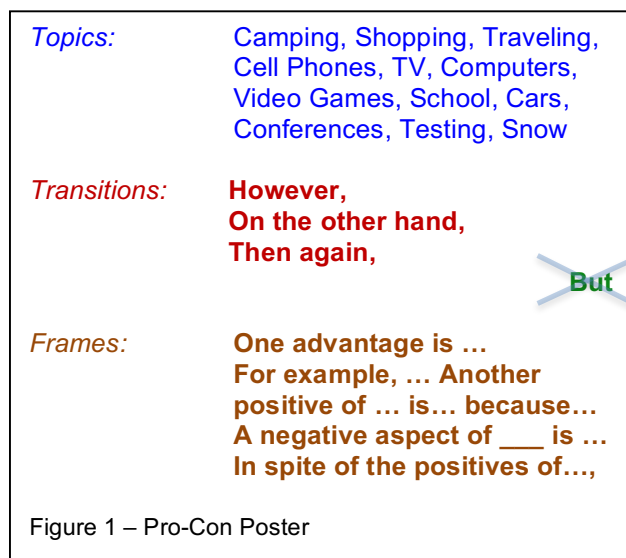 Topics: Camping, Shopping, Traveling,
Cell Phones, TV, Computers,
Video Games, School, Cars,
Conferences, Testing, Snow
Transitions: However,
On the other hand,
Then again,
But
Frames: One advantage is …
For example, … Another
positive of … is… because…
A negative aspect of ___ is …
In spite of the positives of…,
Figure 1 – Pro-Con Poster